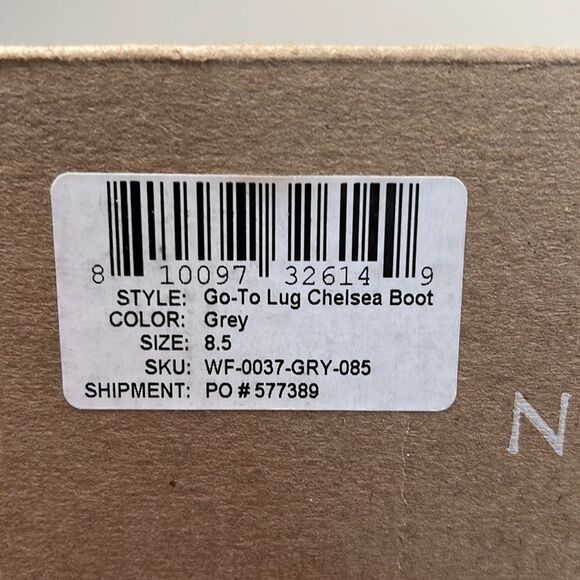 8 10097 32614 9
STYLE: Go-To Lug Chelsea Boot
COLOR: Grey
SIZE: 8.5
SKU: WF-0037-GRY-085
SHIPMENT: PO # 577389
N